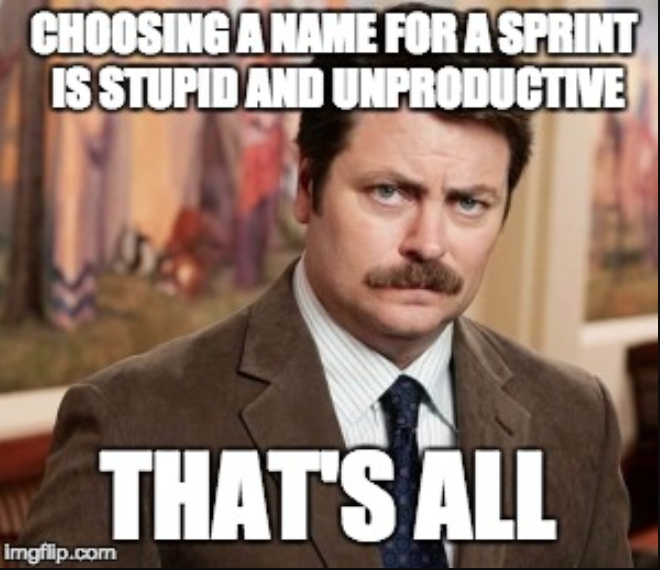 CHOOSING A NAME FOR A SPRINT
IS STUPID AND UNPRODUCTIVE
THAT'S ALL
imgflip.com